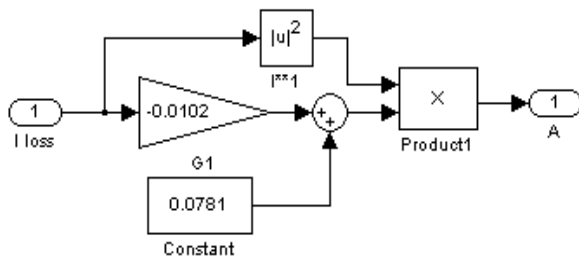 |u|²
I**1
1
I loss
-0.0102
G1
+
+
×
Product1
1
A
0.0781
Constant